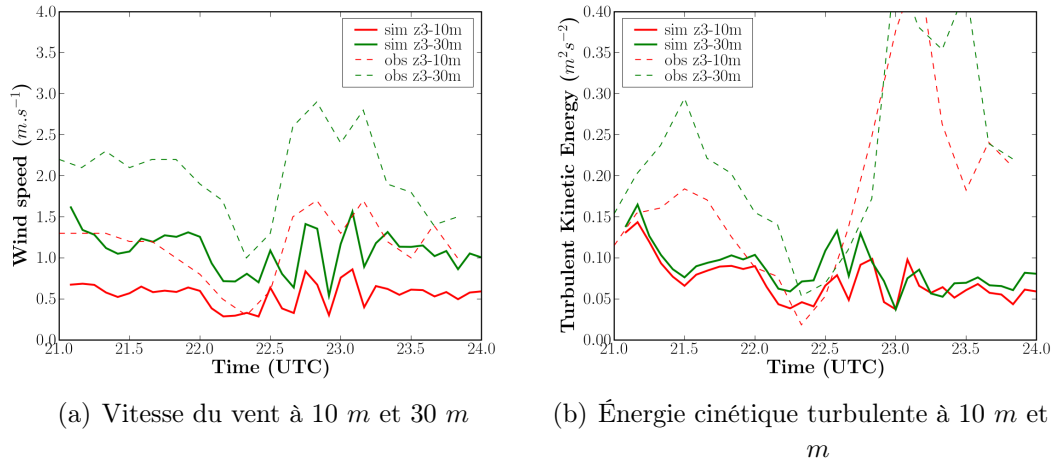 4.0
3.5
3.0
2.5
2.0
1.5
1.0
0.5
0.0
Wind speed (m.s⁻¹)
sim z3-10m
sim z3-30m
obs z3-10m
obs z3-30m
21.0 21.5 22.0 22.5 23.0 23.5 24.0
Time (UTC)
(a) Vitesse du vent à 10 m et 30 m
0.40
0.35
0.30
0.25
0.20
0.15
0.10
0.05
0.00
Turbulent Kinetic Energy (m²s⁻²)
sim z3-10m
sim z3-30m
obs z3-10m
obs z3-30m
21.0 21.5 22.0 22.5 23.0 23.5 24.0
Time (UTC)
(b) Énergie cinétique turbulente à 10 m et
m